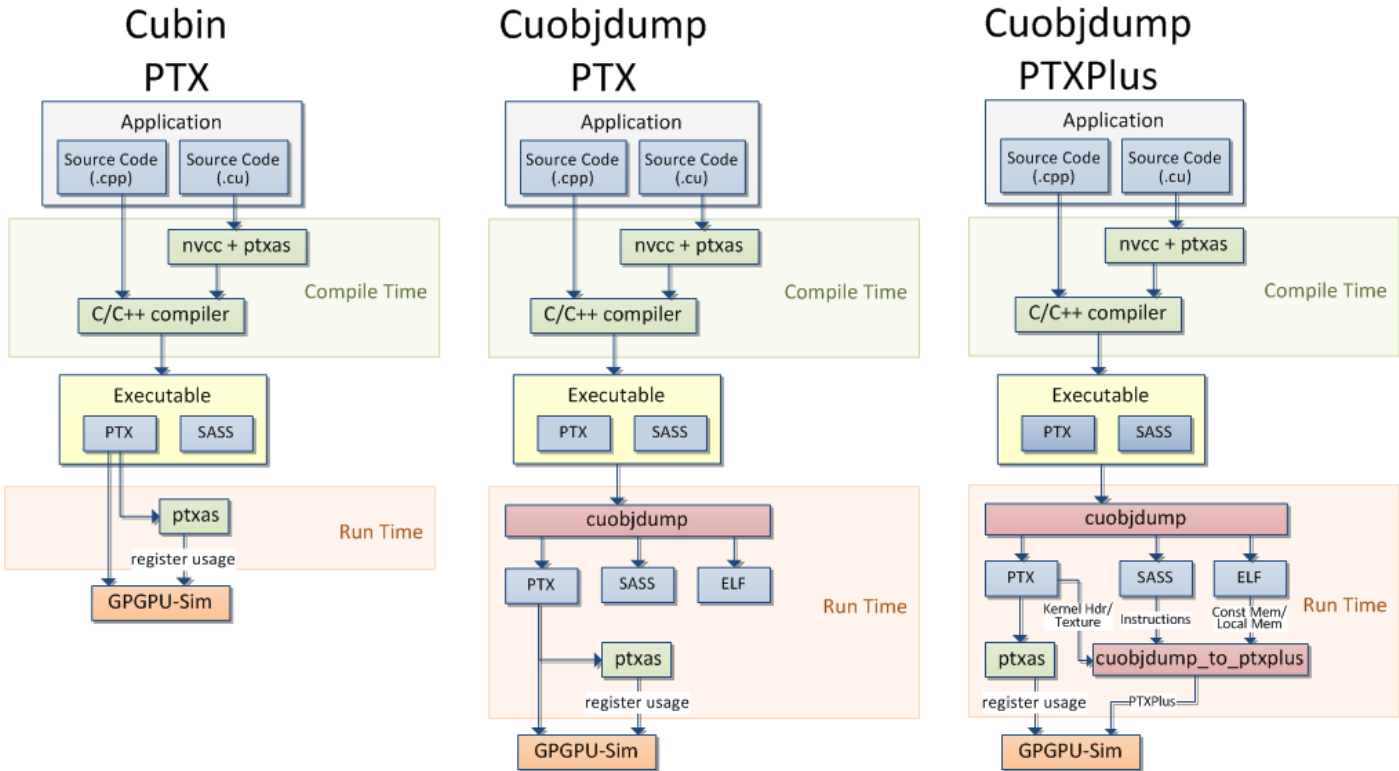 Cubin
PTX
Application
Source Code
(.cpp)
Source Code
(.cu)
nvcc + ptxas
Compile Time
C/C++ compiler
Executable
PTX
SASS
ptxas
Run Time
register usage
GPGPU-Sim
Cuobjdump
PTX
Application
Source Code
(.cpp)
Source Code
(.cu)
nvcc + ptxas
Compile Time
C/C++ compiler
Executable
PTX
SASS
cuobjdump
PTX
SASS
ELF
Run Time
ptxas
register usage
GPGPU-Sim
Cuobjdump
PTXPlus
Application
Source Code
(.cpp)
Source Code
(.cu)
nvcc + ptxas
Compile Time
C/C++ compiler
Executable
PTX
SASS
cuobjdump
PTX
SASS
ELF
Kernel Hdr/
Texture
Instructions
Const Mem/
Local Mem
Run Time
ptxas
cuobjdump_to_ptxplus
register usage
PTXPlus
GPGPU-Sim